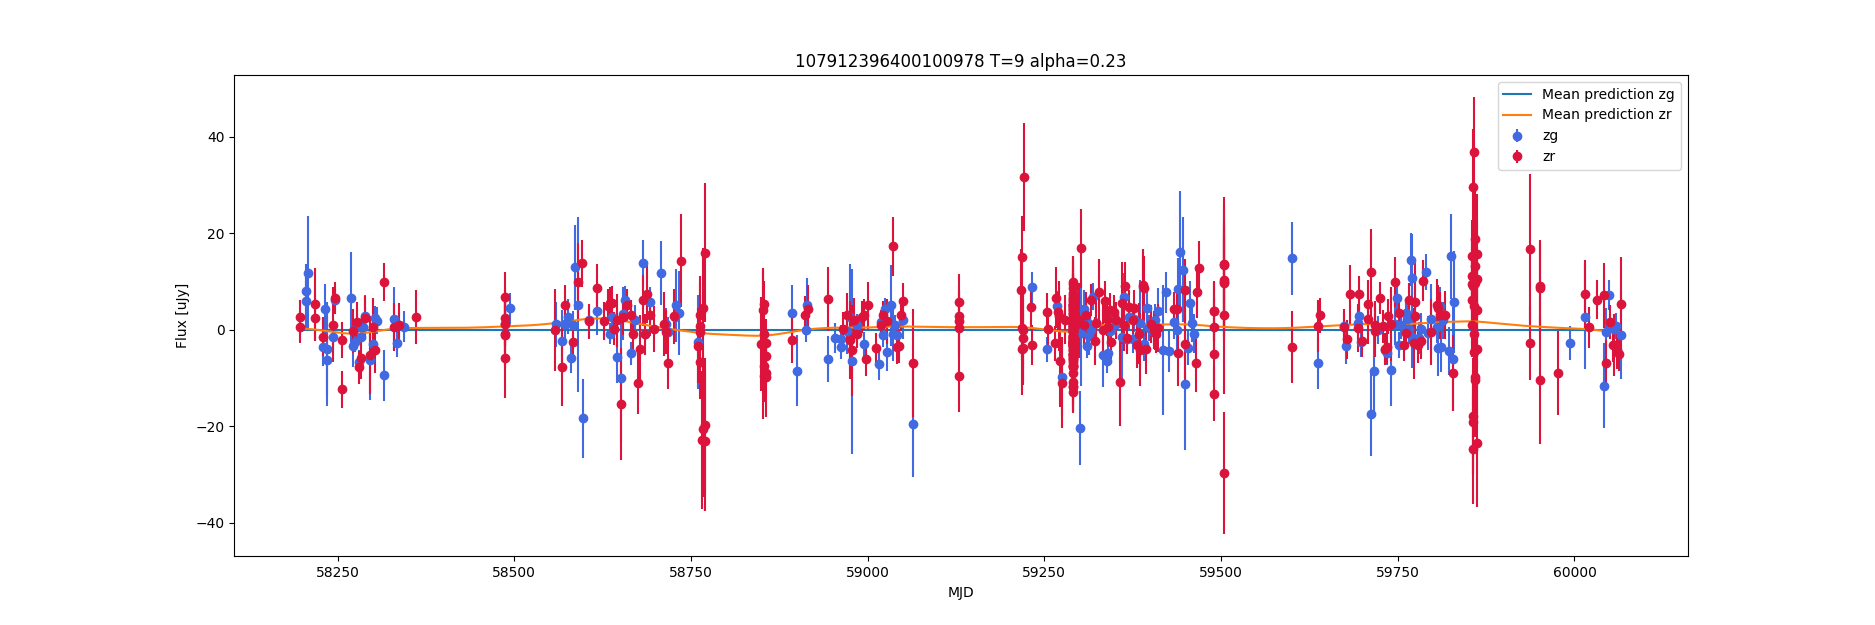 107912396400100978 T=9 alpha=0.23
Mean prediction zg
Mean prediction zr
zg
zr
Flux [uJy]
40
20
0
−20
−40
58250 58500 58750 59000 59250 59500 59750 60000
MJD